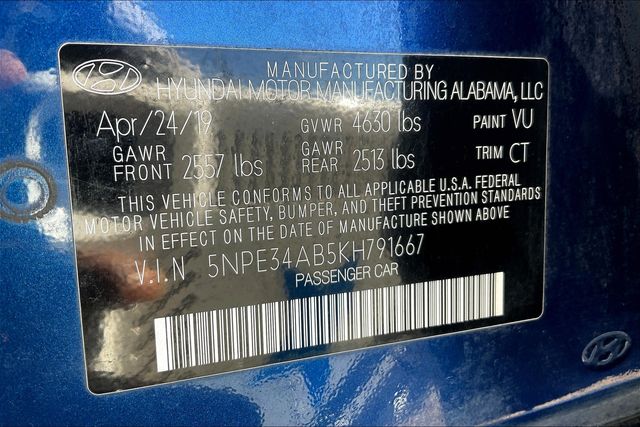 MANUFACTURED BY
HYUNDAI MOTOR MANUFACTURING ALABAMA, LLC
Apr/24/19 GVWR 4630 lbs PAINT VU
GAWR FRONT 2557 lbs GAWR REAR 2513 lbs TRIM CT
THIS VEHICLE CONFORMS TO ALL APPLICABLE U.S.A. FEDERAL
MOTOR VEHICLE SAFETY, BUMPER, AND THEFT PREVENTION STANDARDS
IN EFFECT ON THE DATE OF MANUFACTURE SHOWN ABOVE
V.I.N 5NPE34AB5KH791667
PASSENGER CAR